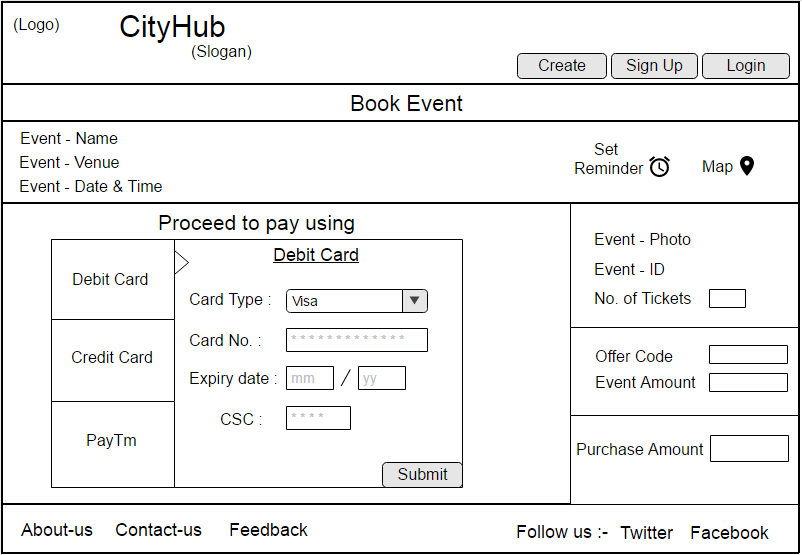 (Logo)
CityHub
(Slogan)
Create
Sign Up
Login
Book Event
Event - Name
Event - Venue
Event - Date & Time
Set
Reminder
Map
Proceed to pay using
Debit Card
Credit Card
PayTm
Debit Card
Card Type :
Visa
Card No. :
* * * * * * * * * * * * *
Expiry date :
mm
/
yy
CSC :
* * * *
Submit
Event - Photo
Event - ID
No. of Tickets
Offer Code
Event Amount
Purchase Amount
About-us
Contact-us
Feedback
Follow us :-
Twitter
Facebook